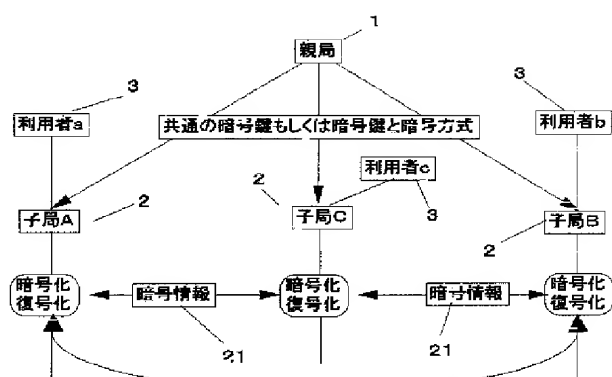 1
親局
3
3
利用者a
共通の暗号鍵もしくは暗号鍵と暗号方式
利用者b
利用者c
2
2
3
子局A
子局C
子局B
2
暗号化
復号化
暗号情報
暗号化
復号化
暗号情報
暗号化
復号化
21
21